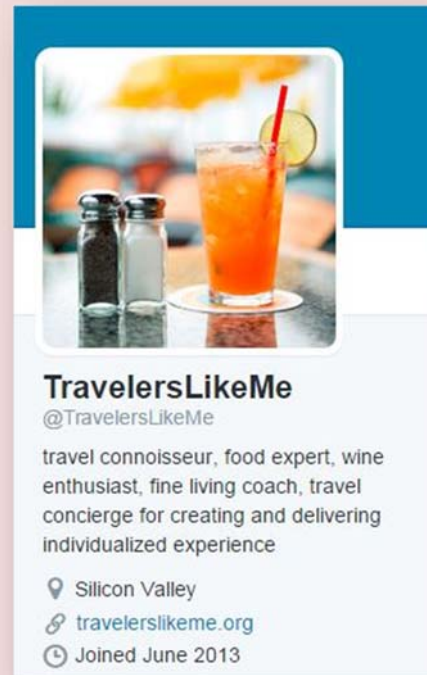 TravelersLikeMe
@TravelersLikeMe
travel connoisseur, food expert, wine
enthusiast, fine living coach, travel
concierge for creating and delivering
individualized experience
Silicon Valley
travelerslikeme.org
Joined June 2013